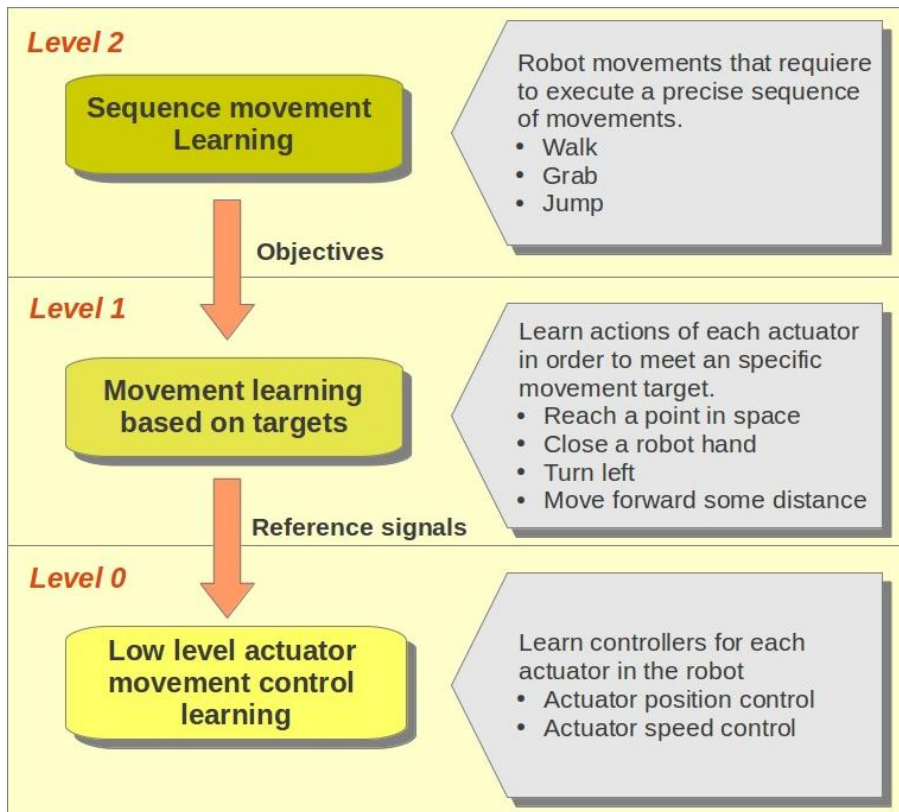 Level 2
Sequence movement
Learning
Robot movements that requiere
to execute a precise sequence
of movements.
• Walk
• Grab
• Jump
Objectives
Level 1
Movement learning
based on targets
Learn actions of each actuator
in order to meet an specific
movement target.
• Reach a point in space
• Close a robot hand
• Turn left
• Move forward some distance
Reference signals
Level 0
Low level actuator
movement control
learning
Learn controllers for each
actuator in the robot
• Actuator position control
• Actuator speed control